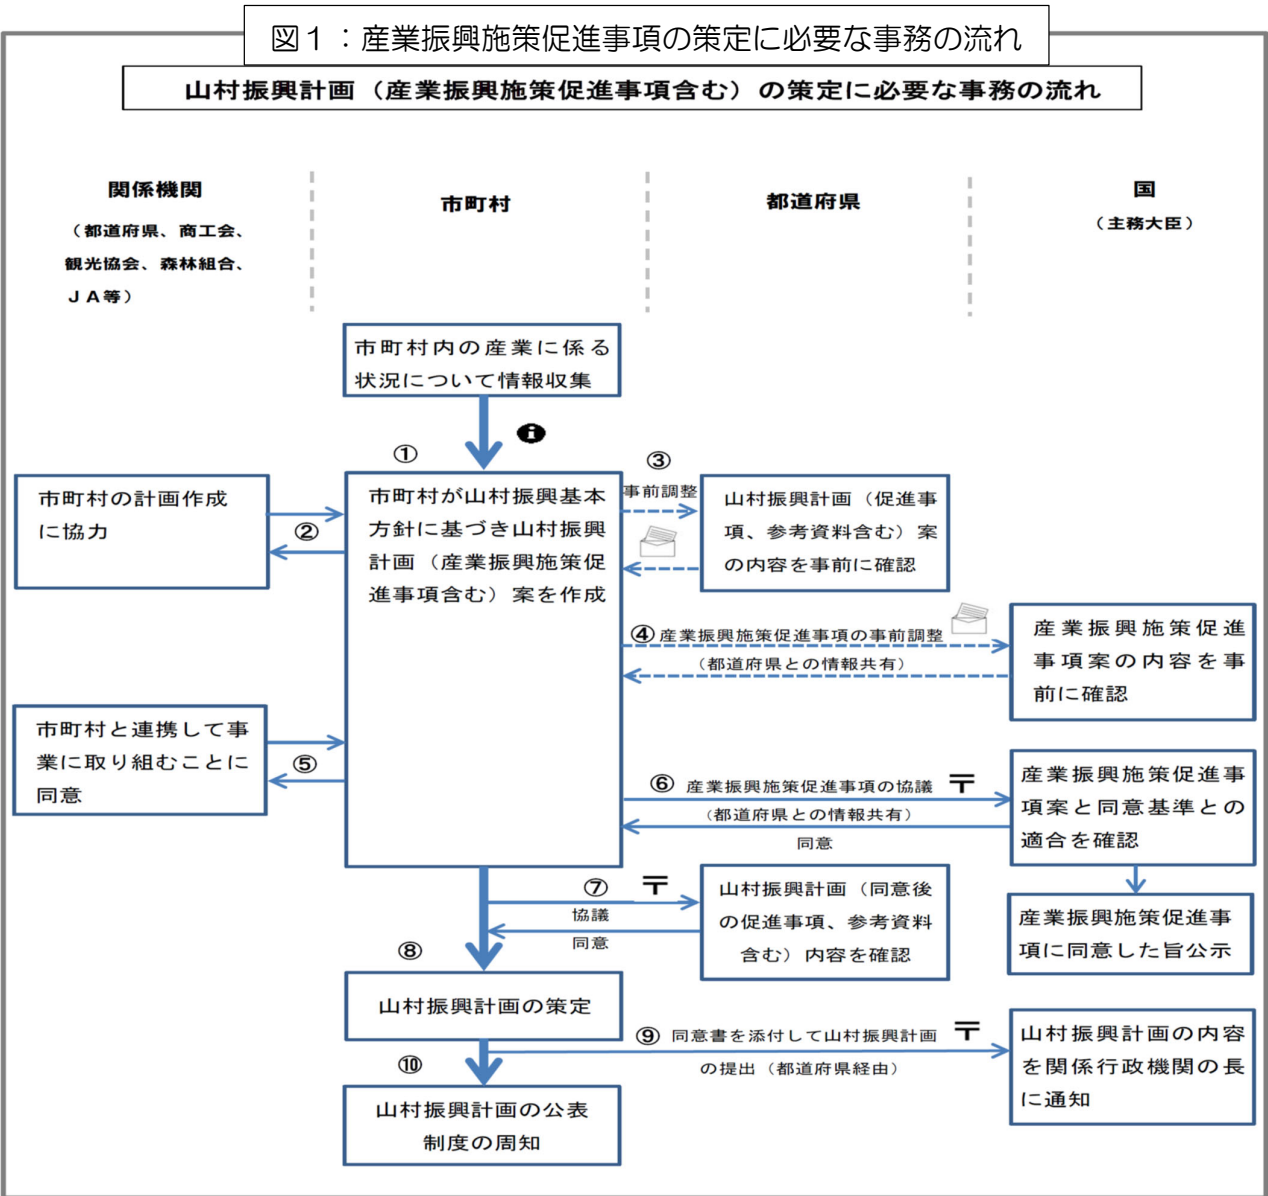 図１：産業振興施策促進事項の策定に必要な事務の流れ
山村振興計画（産業振興施策促進事項含む）の策定に必要な事務の流れ
関係機関
（都道府県、商工会、
観光協会、森林組合、
ＪＡ等）
市町村
都道府県
国
（主務大臣）
市町村内の産業に係る
状況について情報収集
i
①
市町村が山村振興基本
方針に基づき山村振興
計画（産業振興施策促
進事項含む）案を作成
市町村の計画作成
に協力
②
③
事前調整
山村振興計画（促進事
項、参考資料含む）案
の内容を事前に確認
④産業振興施策促進事項の事前調整
（都道府県との情報共有）
産業振興施策促進
事項案の内容を事
前に確認
市町村と連携して事
業に取り組むことに
同意
⑤
⑥ 産業振興施策促進事項の協議 〒
（都道府県との情報共有）
同意
産業振興施策促進事
項案と同意基準との
適合を確認
産業振興施策促進事
項に同意した旨公示
⑦ 〒
協議
同意
山村振興計画（同意後
の促進事項、参考資料
含む）内容を確認
⑧
山村振興計画の策定
⑨ 同意書を添付して山村振興計画 〒
の提出（都道府県経由）
山村振興計画の内容
を関係行政機関の長
に通知
⑩
山村振興計画の公表
制度の周知